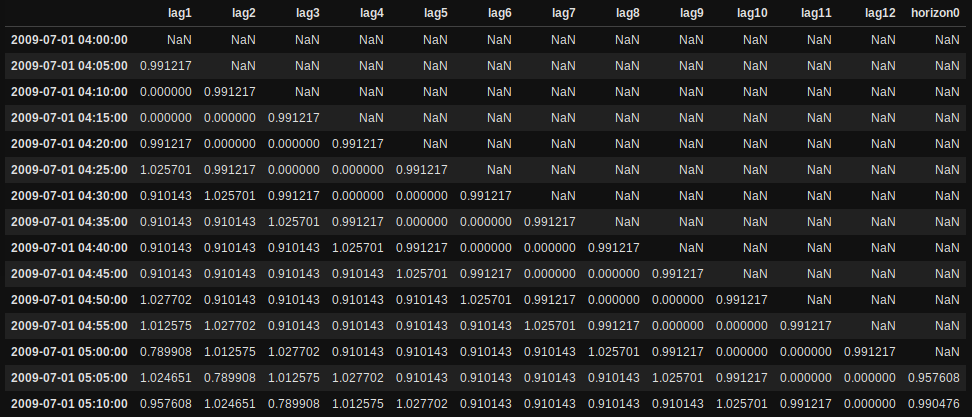 lag1 lag2 lag3 lag4 lag5 lag6 lag7 lag8 lag9 lag10 lag11 lag12 horizon0
2009-07-01 04:00:00 NaN NaN NaN NaN NaN NaN NaN NaN NaN NaN NaN NaN NaN
2009-07-01 04:05:00 0.991217 NaN NaN NaN NaN NaN NaN NaN NaN NaN NaN NaN NaN
2009-07-01 04:10:00 0.000000 0.991217 NaN NaN NaN NaN NaN NaN NaN NaN NaN NaN NaN
2009-07-01 04:15:00 0.000000 0.000000 0.991217 NaN NaN NaN NaN NaN NaN NaN NaN NaN NaN
2009-07-01 04:20:00 0.991217 0.000000 0.000000 0.991217 NaN NaN NaN NaN NaN NaN NaN NaN NaN
2009-07-01 04:25:00 1.025701 0.991217 0.000000 0.000000 0.991217 NaN NaN NaN NaN NaN NaN NaN NaN
2009-07-01 04:30:00 0.910143 1.025701 0.991217 0.000000 0.000000 0.991217 NaN NaN NaN NaN NaN NaN NaN
2009-07-01 04:35:00 0.910143 0.910143 1.025701 0.991217 0.000000 0.000000 0.991217 NaN NaN NaN NaN NaN NaN
2009-07-01 04:40:00 0.910143 0.910143 0.910143 1.025701 0.991217 0.000000 0.000000 0.991217 NaN NaN NaN NaN NaN
2009-07-01 04:45:00 0.910143 0.910143 0.910143 0.910143 1.025701 0.991217 0.000000 0.000000 0.991217 NaN NaN NaN NaN
2009-07-01 04:50:00 1.027702 0.910143 0.910143 0.910143 0.910143 1.025701 0.991217 0.000000 0.000000 0.991217 NaN NaN NaN
2009-07-01 04:55:00 1.012575 1.027702 0.910143 0.910143 0.910143 0.910143 1.025701 0.991217 0.000000 0.000000 0.991217 NaN NaN
2009-07-01 05:00:00 0.789908 1.012575 1.027702 0.910143 0.910143 0.910143 0.910143 1.025701 0.991217 0.000000 0.000000 0.991217 NaN
2009-07-01 05:05:00 1.024651 0.789908 1.012575 1.027702 0.910143 0.910143 0.910143 0.910143 1.025701 0.991217 0.000000 0.000000 0.957608
2009-07-01 05:10:00 0.957608 1.024651 0.789908 1.012575 1.027702 0.910143 0.910143 0.910143 0.910143 1.025701 0.991217 0.000000 0.990476